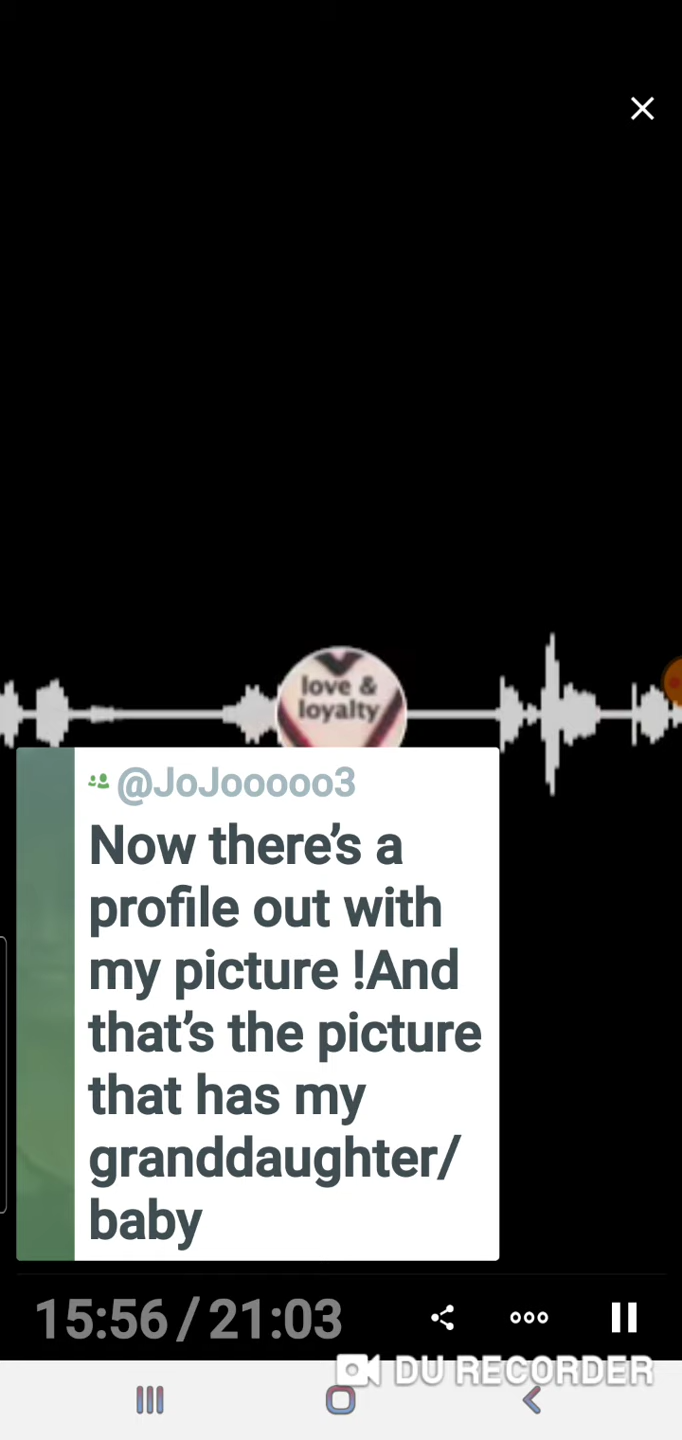 love &
loyalty
@JoJooooo3
Now there's a
profile out with
my picture !And
that's the picture
that has my
granddaughter/
baby
15:56 / 21:03
DU RECORDER